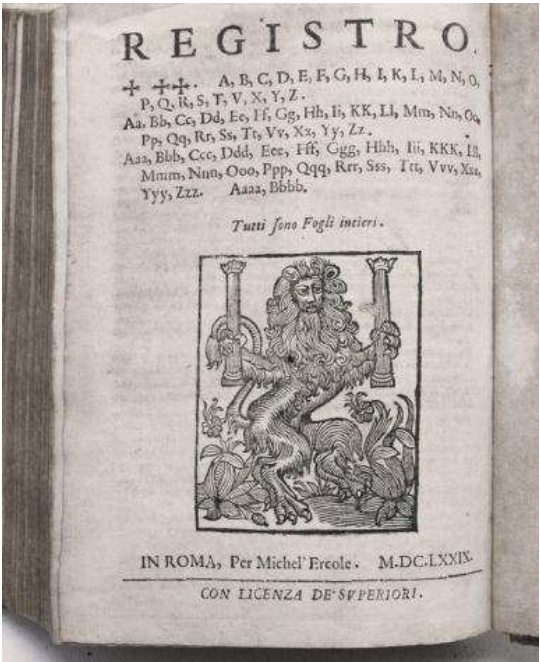 REGISTRO.
☩ ☩☩. A, B, C, D, E, F, G, H, I, K, L, M, N, O,
P, Q, R, S, T, V, X, Y, Z.
Aa, Bb, Cc, Dd, Ee, Ff, Gg, Hh, Ii, KK, Ll, Mm, Nn, Oo,
Pp, Qq, Rr, Ss, Tt, Vv, Xx, Yy, Zz.
Aaa, Bbb, Ccc, Ddd, Eee, Fff, Ggg, Hhh, Iii, KKK, Lll,
Mmm, Nnn, Ooo, Ppp, Qqq, Rrr, Sss, Ttt, Vvv, Xxx,
Yyy, Zzz. Aaaa, Bbbb.
Tutti ſono Fogli intieri.
IN ROMA, Per Michel' Ercole. M.DC.LXXIX.
CON LICENZA DE' SVPERIORI.